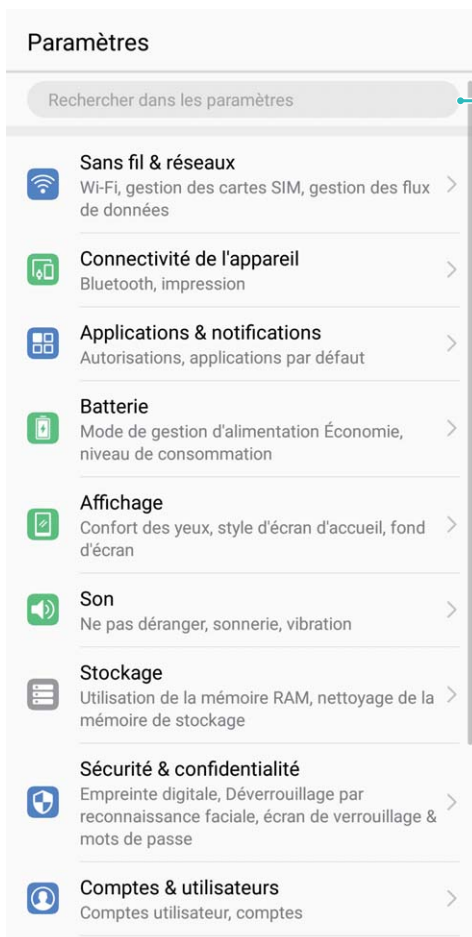 Paramètres
Rechercher dans les paramètres
Sans fil & réseaux
Wi-Fi, gestion des cartes SIM, gestion des flux
de données
Connectivité de l'appareil
Bluetooth, impression
Applications & notifications
Autorisations, applications par défaut
Batterie
Mode de gestion d'alimentation Économie,
niveau de consommation
Affichage
Confort des yeux, style d'écran d'accueil, fond
d'écran
Son
Ne pas déranger, sonnerie, vibration
Stockage
Utilisation de la mémoire RAM, nettoyage de la
mémoire de stockage
Sécurité & confidentialité
Empreinte digitale, Déverrouillage par
reconnaissance faciale, écran de verrouillage &
mots de passe
Comptes & utilisateurs
Comptes utilisateur, comptes